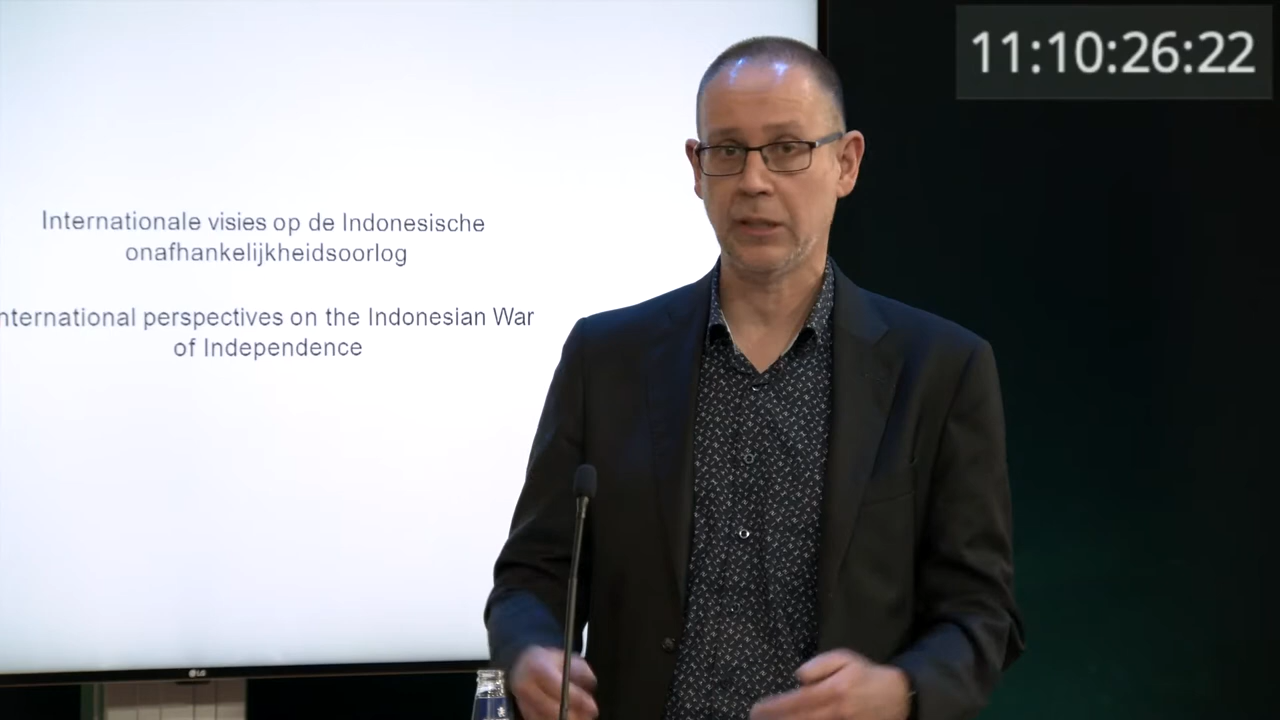 11:10:26:22
Internationale visies op de Indonesische
onafhankelijkheidsoorlog
nternational perspectives on the Indonesian War
of Independence
LG